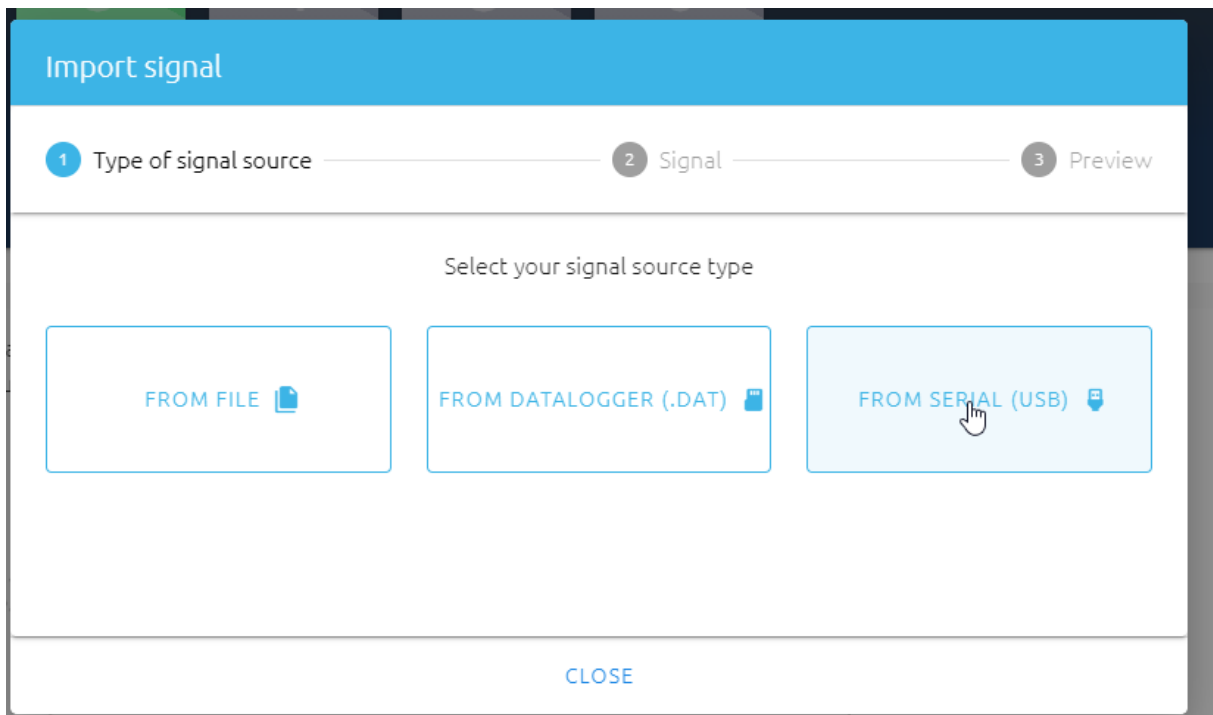 Import signal
1 Type of signal source
2 Signal
3 Preview
Select your signal source type
FROM FILE
FROM DATALOGGER (.DAT)
FROM SERIAL (USB)
CLOSE